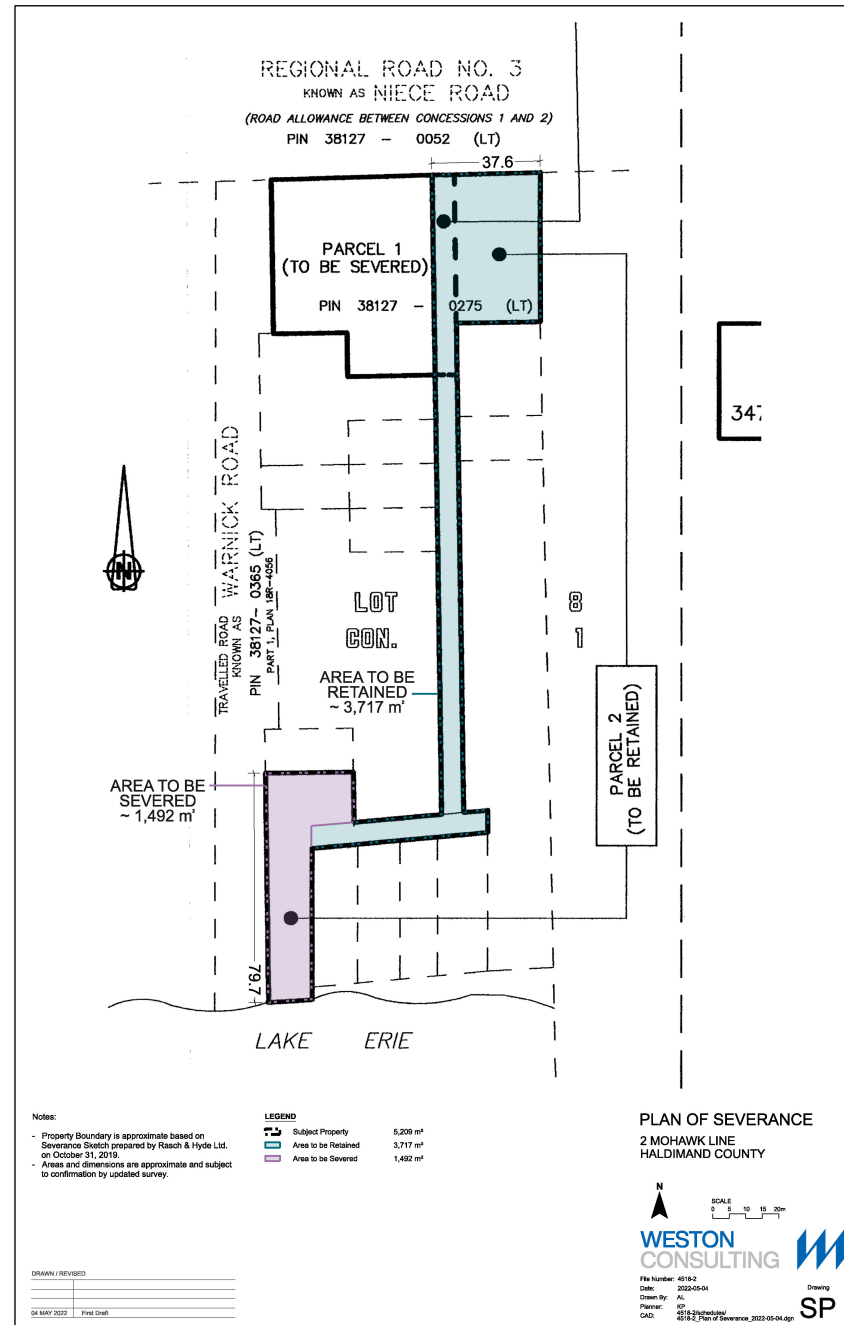 REGIONAL ROAD NO. 3
KNOWN AS NIECE ROAD
(ROAD ALLOWANCE BETWEEN CONCESSIONS 1 AND 2)
PIN 38127 - 0052 (LT)
37.6
PARCEL 1
(TO BE SEVERED)
PIN 38127 - 0275 (LT)
347
TRAVELLED ROAD
KNOWN AS WARNICK ROAD
PIN 38127- 0365 (LT)
PART 1, PLAN 18R-4056
N
LOT 8
CON. 1
AREA TO BE
RETAINED
~ 3,717 m²
PARCEL 2
(TO BE RETAINED)
AREA TO BE
SEVERED
~ 1,492 m²
79.7
LAKE ERIE
Notes:
- Property Boundary is approximate based on
Severance Sketch prepared by Rasch & Hyde Ltd.
on October 31, 2019.
- Areas and dimensions are approximate and subject
to confirmation by updated survey.
LEGEND
Subject Property 5,209 m²
Area to be Retained 3,717 m²
Area to be Severed 1,492 m²
PLAN OF SEVERANCE
2 MOHAWK LINE
HALDIMAND COUNTY
N
SCALE
0 5 10 15 20m
WESTON
CONSULTING
File Number: 4518-2
Date: 2022-05-04
Drawn By: AL
Planner: KP
CAD: 4518-2/schedules/
4518-2_Plan of Severance_2022-05-04.dgn
Drawing
SP
DRAWN / REVISED
04 MAY 2022 First Draft